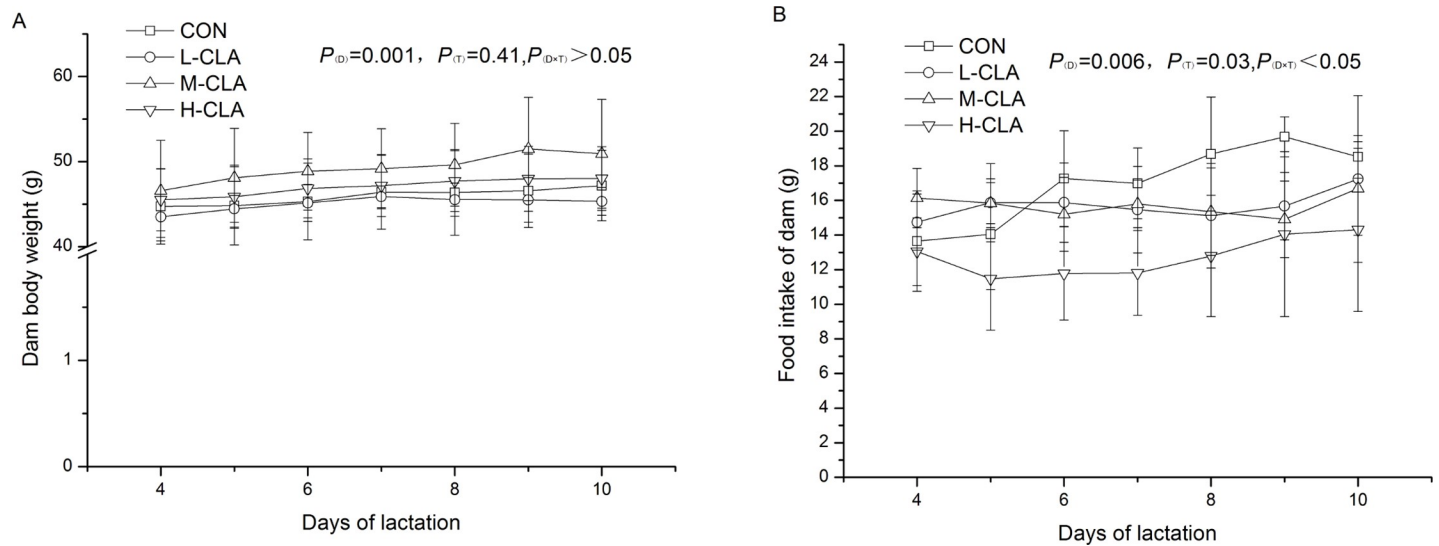 A
CON
L-CLA
M-CLA
H-CLA
P(D)=0.001, P(T)=0.41,P(D×T)>0.05
60
50
40
1
0
Dam body weight (g)
4 6 8 10
Days of lactation
B
CON
L-CLA
M-CLA
H-CLA
P(D)=0.006, P(T)=0.03,P(D×T)<0.05
24
22
20
18
16
14
12
10
8
6
4
2
0
Food intake of dam (g)
4 6 8 10
Days of lactation